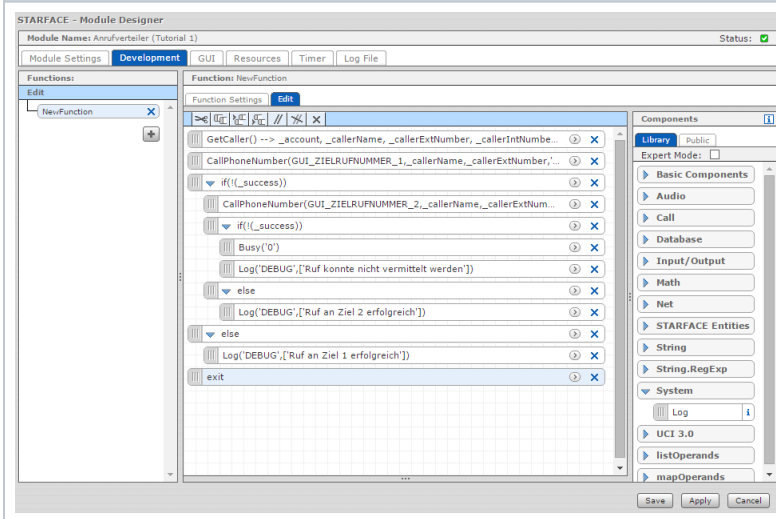 STARFACE - Module Designer
Module Name: Anrufverteiler (Tutorial 1)
Status:
Module Settings
Development
GUI
Resources
Timer
Log File
Functions:
Edit
NewFunction
Function: NewFunction
Function Settings
Edit
GetCaller() --> _account, _callerName, _callerExtNumber, _callerIntNumbe...
CallPhoneNumber(GUI_ZIELRUFNUMMER_1,_callerName,_callerExtNumber,'...
if(!(_success))
CallPhoneNumber(GUI_ZIELRUFNUMMER_2,_callerName,_callerExtNum...
if(!(_success))
Busy('0')
Log('DEBUG',['Ruf konnte nicht vermittelt werden'])
else
Log('DEBUG',['Ruf an Ziel 2 erfolgreich'])
else
Log('DEBUG',['Ruf an Ziel 1 erfolgreich'])
exit
Components
Library
Public
Expert Mode:
Basic Components
Audio
Call
Database
Input/Output
Math
Net
STARFACE Entities
String
String.RegExp
System
Log
UCI 3.0
listOperands
mapOperands
Save
Apply
Cancel